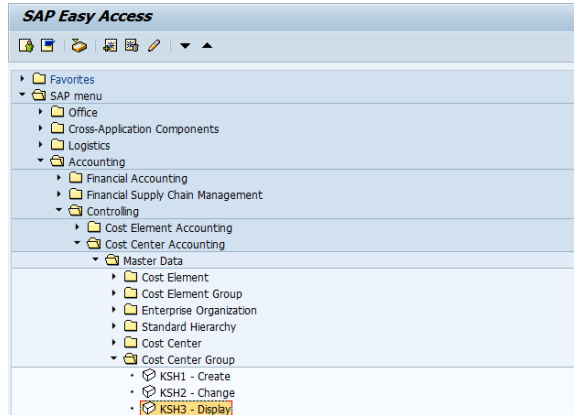 SAP Easy Access
Favorites
SAP menu
Office
Cross-Application Components
Logistics
Accounting
Financial Accounting
Financial Supply Chain Management
Controlling
Cost Element Accounting
Cost Center Accounting
Master Data
Cost Element
Cost Element Group
Enterprise Organization
Standard Hierarchy
Cost Center
Cost Center Group
KSH1 - Create
KSH2 - Change
KSH3 - Display